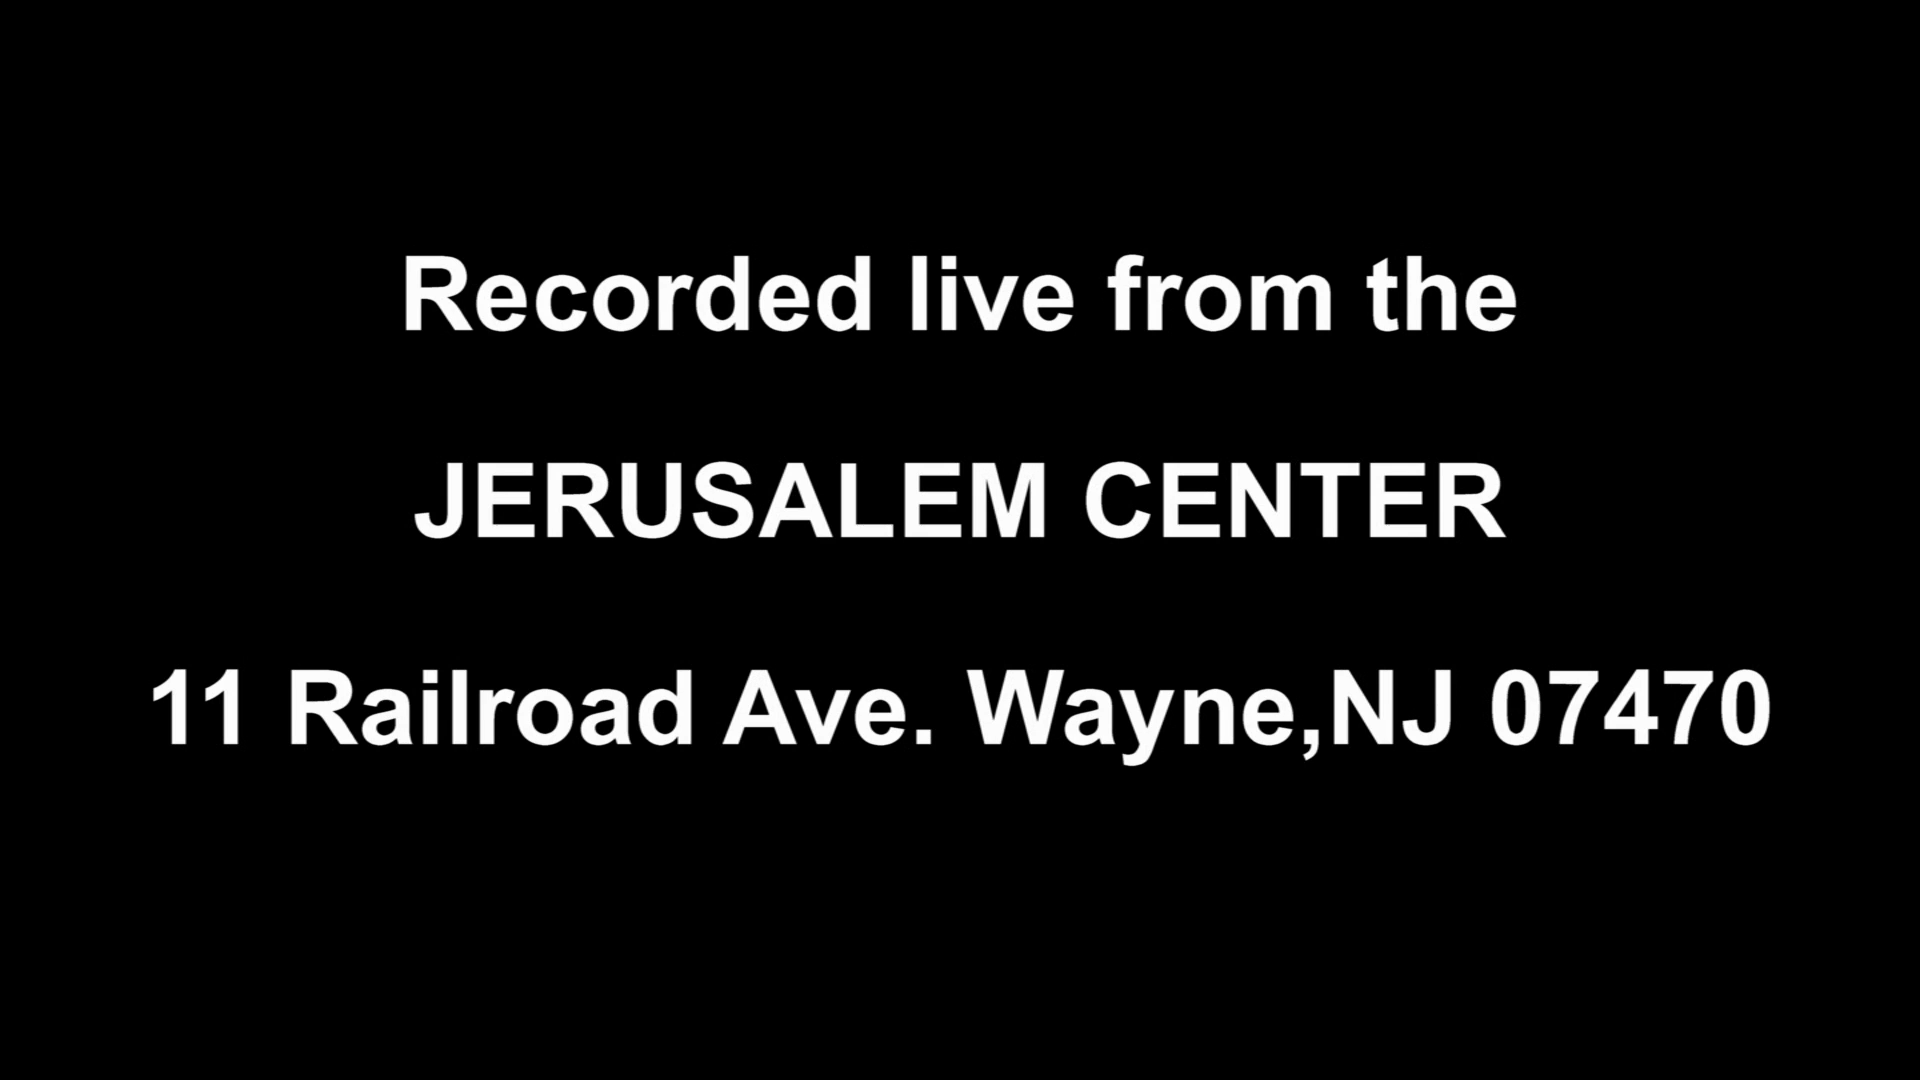 Recorded live from the
JERUSALEM CENTER
11 Railroad Ave. Wayne,NJ 07470